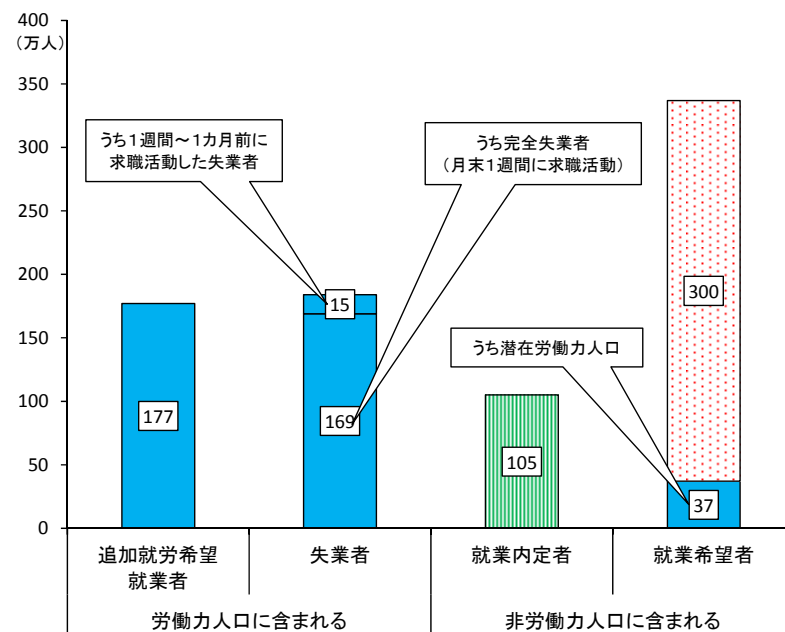 400
(万人)
350
300
250
200
150
100
50
0
うち1週間~1カ月前に
求職活動した失業者
うち完全失業者
(月末1週間に求職活動)
うち潜在労働力人口
177
15
169
105
300
37
追加就労希望
就業者
失業者
就業内定者
就業希望者
労働力人口に含まれる
非労働力人口に含まれる